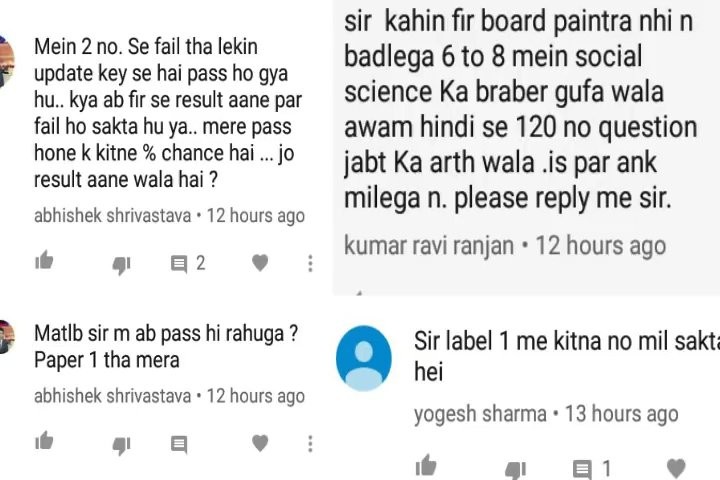 Mein 2 no. Se fail tha lekin
update key se hai pass ho gya
hu.. kya ab fir se result aane par
fail ho sakta hu ya.. mere pass
hone k kitne % chance hai ... jo
result aane wala hai ?
abhishek shrivastava • 12 hours ago
2
Matlb sir m ab pass hi rahuga ?
Paper 1 tha mera
abhishek shrivastava • 12 hours ago
sir kahin fir board paintra nhi n
badlega 6 to 8 mein social
science Ka braber gufa wala
awam hindi se 120 no question
jabt Ka arth wala .is par ank
milega n. please reply me sir.
kumar ravi ranjan • 12 hours ago
Sir label 1 me kitna no mil sakta
hei
yogesh sharma • 13 hours ago
1